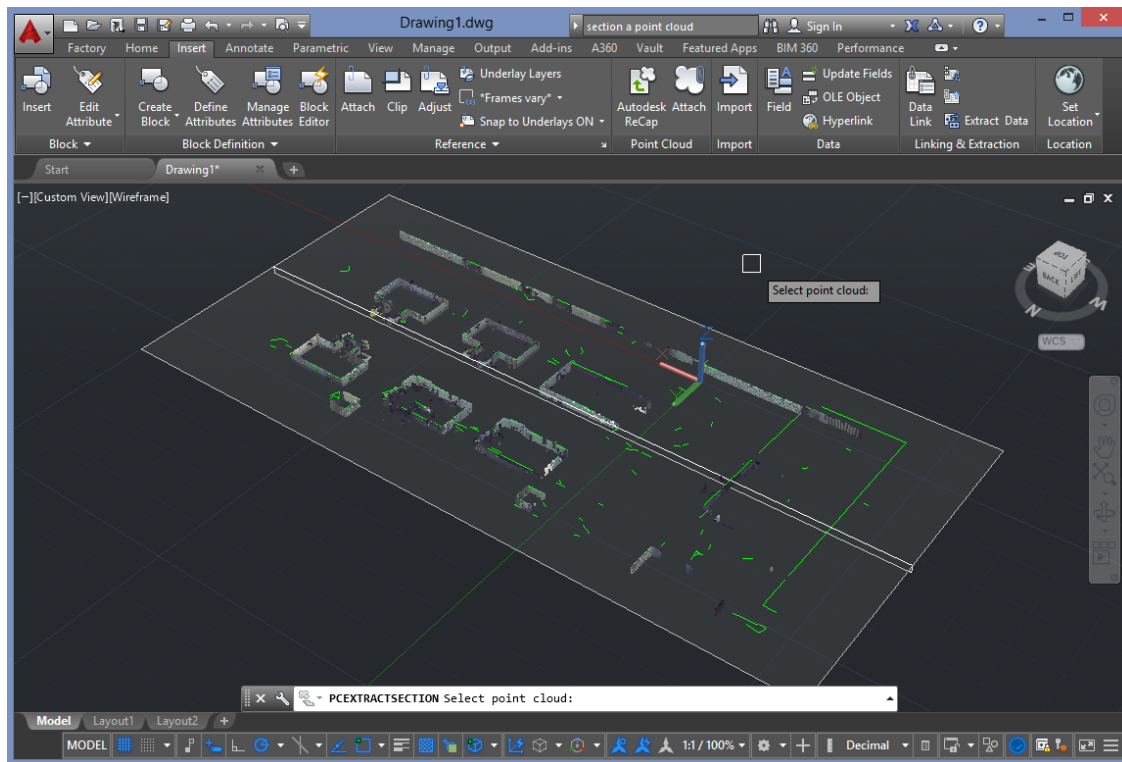 Drawing1.dwg
section a point cloud
Sign In
Factory Home Insert Annotate Parametric View Manage Output Add-ins A360 Vault Featured Apps BIM 360 Performance
Insert
Edit Attribute
Create Block
Define Attributes
Manage Attributes
Block Editor
Attach
Clip
Adjust
Underlay Layers
*Frames vary*
Snap to Underlays ON
Autodesk ReCap
Attach
Import
Field
Update Fields
OLE Object
Hyperlink
Data Link
Extract Data
Set Location
Block
Block Definition
Reference
Point Cloud
Import
Data
Linking & Extraction
Location
Start
Drawing1*
[−][Custom View][Wireframe]
TOP
BACK
LEFT
E
N
W
WCS
Select point cloud:
Z
X
PCEXTRACTSECTION Select point cloud:
Model Layout1 Layout2
MODEL
1:1 / 100%
Decimal